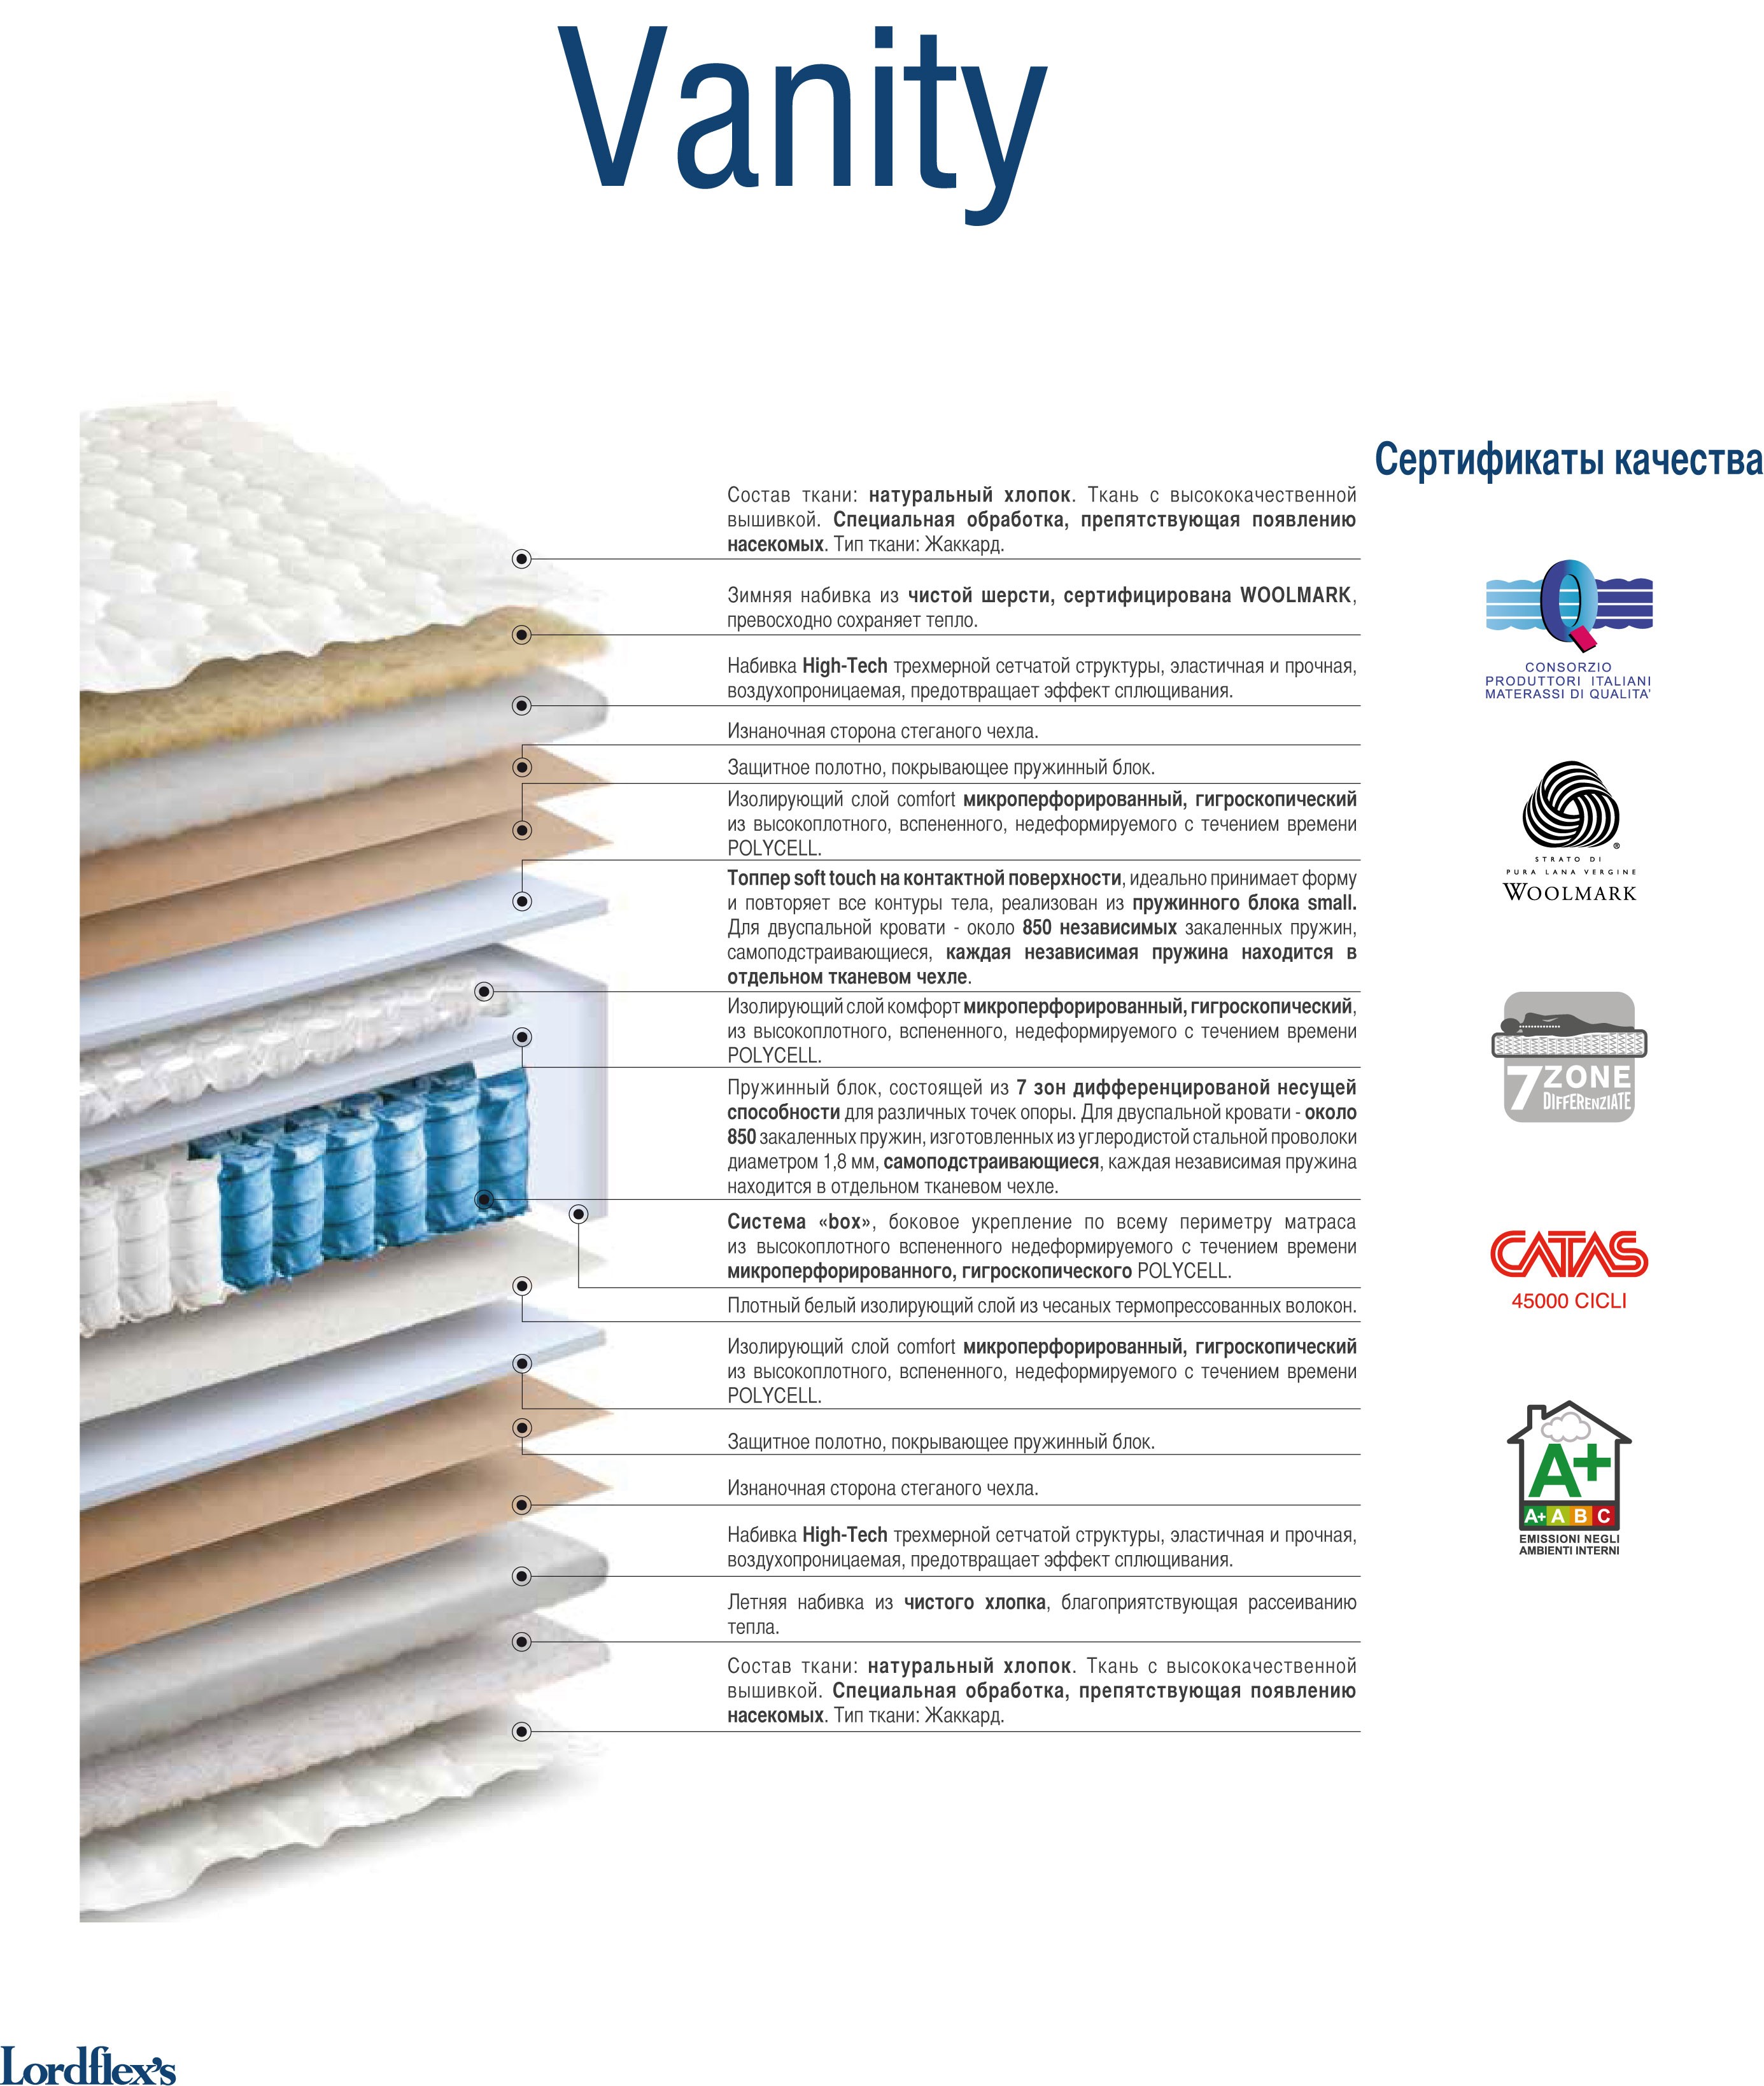 Vanity
Состав ткани: натуральный хлопок. Ткань с высококачественной
вышивкой. Специальная обработка, препятствующая появлению
насекомых. Тип ткани: Жаккард.
Зимняя набивка из чистой шерсти, сертифицирована WOOLMARK,
превосходно сохраняет тепло.
Набивка High-Tech трехмерной сетчатой структуры, эластичная и прочная,
воздухопроницаемая, предотвращает эффект сплющивания.
Изнаночная сторона стеганого чехла.
Защитное полотно, покрывающее пружинный блок.
Изолирующий слой comfort микроперфорированный, гигроскопический
из высокоплотного, вспененного, недеформируемого с течением времени
POLYCELL.
Топпер soft touch на контактной поверхности, идеально принимает форму
и повторяет все контуры тела, реализован из пружинного блока small.
Для двуспальной кровати - около 850 независимых закаленных пружин,
самоподстраивающиеся, каждая независимая пружина находится в
отдельном тканевом чехле.
Изолирующий слой комфорт микроперфорированный, гигроскопический,
из высокоплотного, вспененного, недеформируемого с течением времени
POLYCELL.
Пружинный блок, состоящей из 7 зон дифференцированой несущей
способности для различных точек опоры. Для двуспальной кровати - около
850 закаленных пружин, изготовленных из углеродистой стальной проволоки
диаметром 1,8 мм, самоподстраивающиеся, каждая независимая пружина
находится в отдельном тканевом чехле.
Система «box», боковое укрепление по всему периметру матраса
из высокоплотного вспененного недеформируемого с течением времени
микроперфорированного, гигроскопического POLYCELL.
Плотный белый изолирующий слой из чесаных термопрессованных волокон.
Изолирующий слой comfort микроперфорированный, гигроскопический
из высокоплотного, вспененного, недеформируемого с течением времени
POLYCELL.
Защитное полотно, покрывающее пружинный блок.
Изнаночная сторона стеганого чехла.
Набивка High-Tech трехмерной сетчатой структуры, эластичная и прочная,
воздухопроницаемая, предотвращает эффект сплющивания.
Летняя набивка из чистого хлопка, благоприятствующая рассеиванию
тепла.
Состав ткани: натуральный хлопок. Ткань с высококачественной
вышивкой. Специальная обработка, препятствующая появлению
насекомых. Тип ткани: Жаккард.
Сертификаты качества
Q
CONSORZIO
PRODUTTORI ITALIANI
MATERASSI DI QUALITA'
®
STRATO DI
PURA LANA VERGINE
WOOLMARK
7 ZONE
DIFFERENZIATE
CATAS
45000 CICLI
A+
A+ A B C
EMISSIONI NEGLI
AMBIENTI INTERNI
Lordflex's